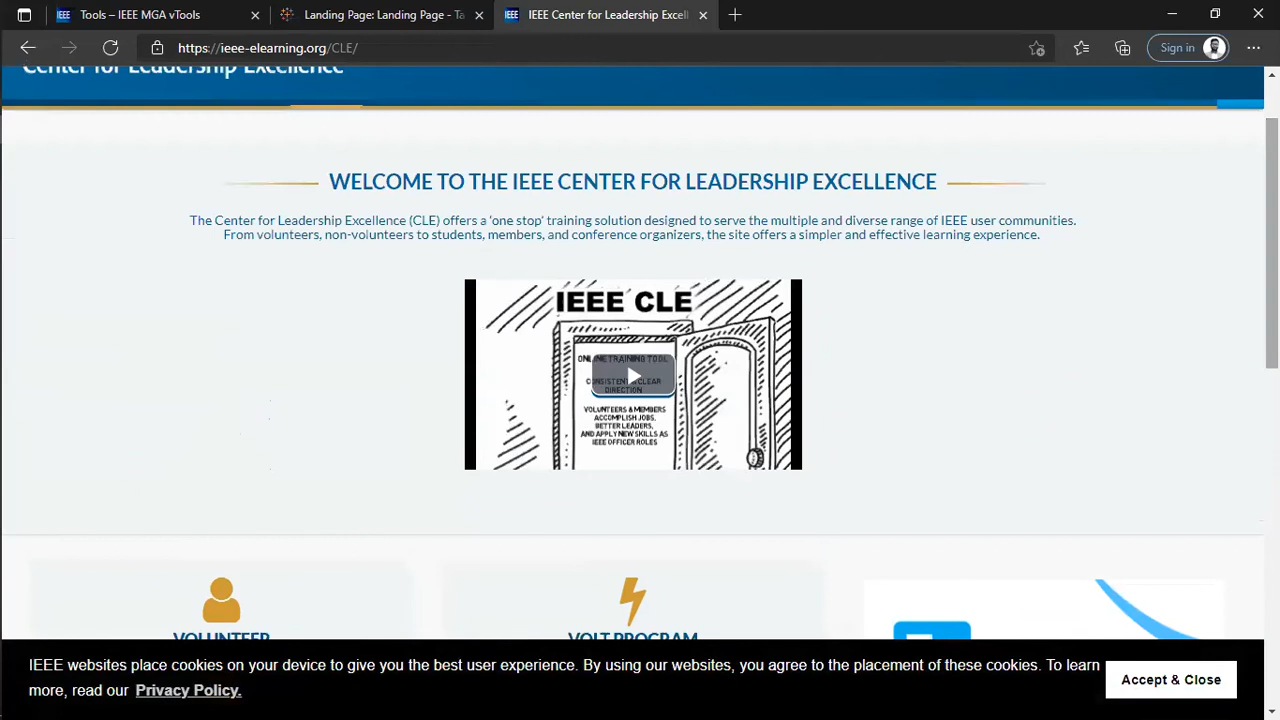 Tools – IEEE MGA vTools
Landing Page: Landing Page - Ta
IEEE Center for Leadership Excell
https://ieee-elearning.org/CLE/
Sign in
Center for Leadership Excellence
WELCOME TO THE IEEE CENTER FOR LEADERSHIP EXCELLENCE
The Center for Leadership Excellence (CLE) offers a 'one stop' training solution designed to serve the multiple and diverse range of IEEE user communities.
From volunteers, non-volunteers to students, members, and conference organizers, the site offers a simpler and effective learning experience.
IEEE CLE
ONLINE TRAINING TOOL
CONSISTENT & CLEAR
DIRECTION
VOLUNTEERS & MEMBERS
ACCOMPLISH JOBS,
BETTER LEADERS,
AND APPLY NEW SKILLS AS
IEEE OFFICER ROLES
VOLUNTEER
VOLT PROGRAM
IEEE websites place cookies on your device to give you the best user experience. By using our websites, you agree to the placement of these cookies. To learn
more, read our Privacy Policy.
Accept & Close